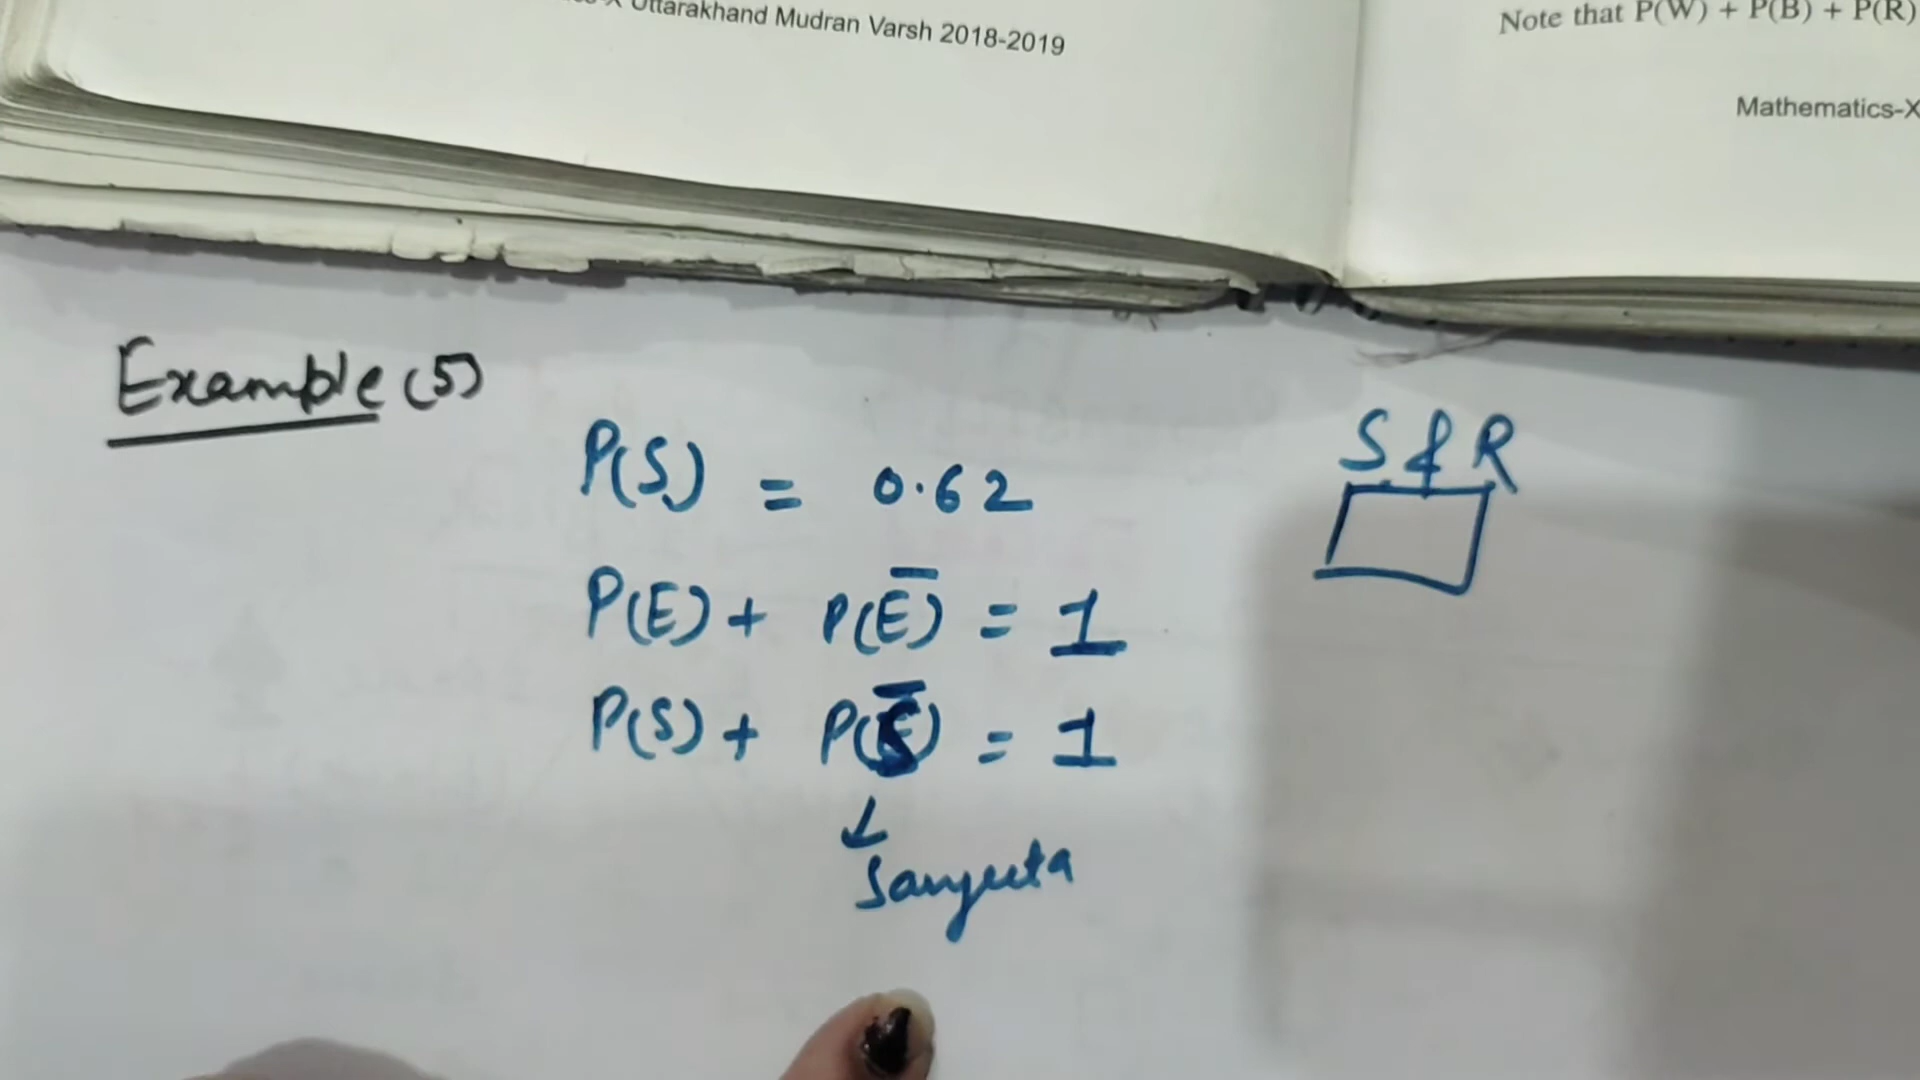 Uttarakhand Mudran Varsh 2018-2019
Note that P(W) + P(B) + P(R)
Mathematics-X
Example (5)
P(S) = 0.62
S & R
P(E) + P(E̅) = 1
P(S) + P(S̅) = 1
↓
Sangeeta